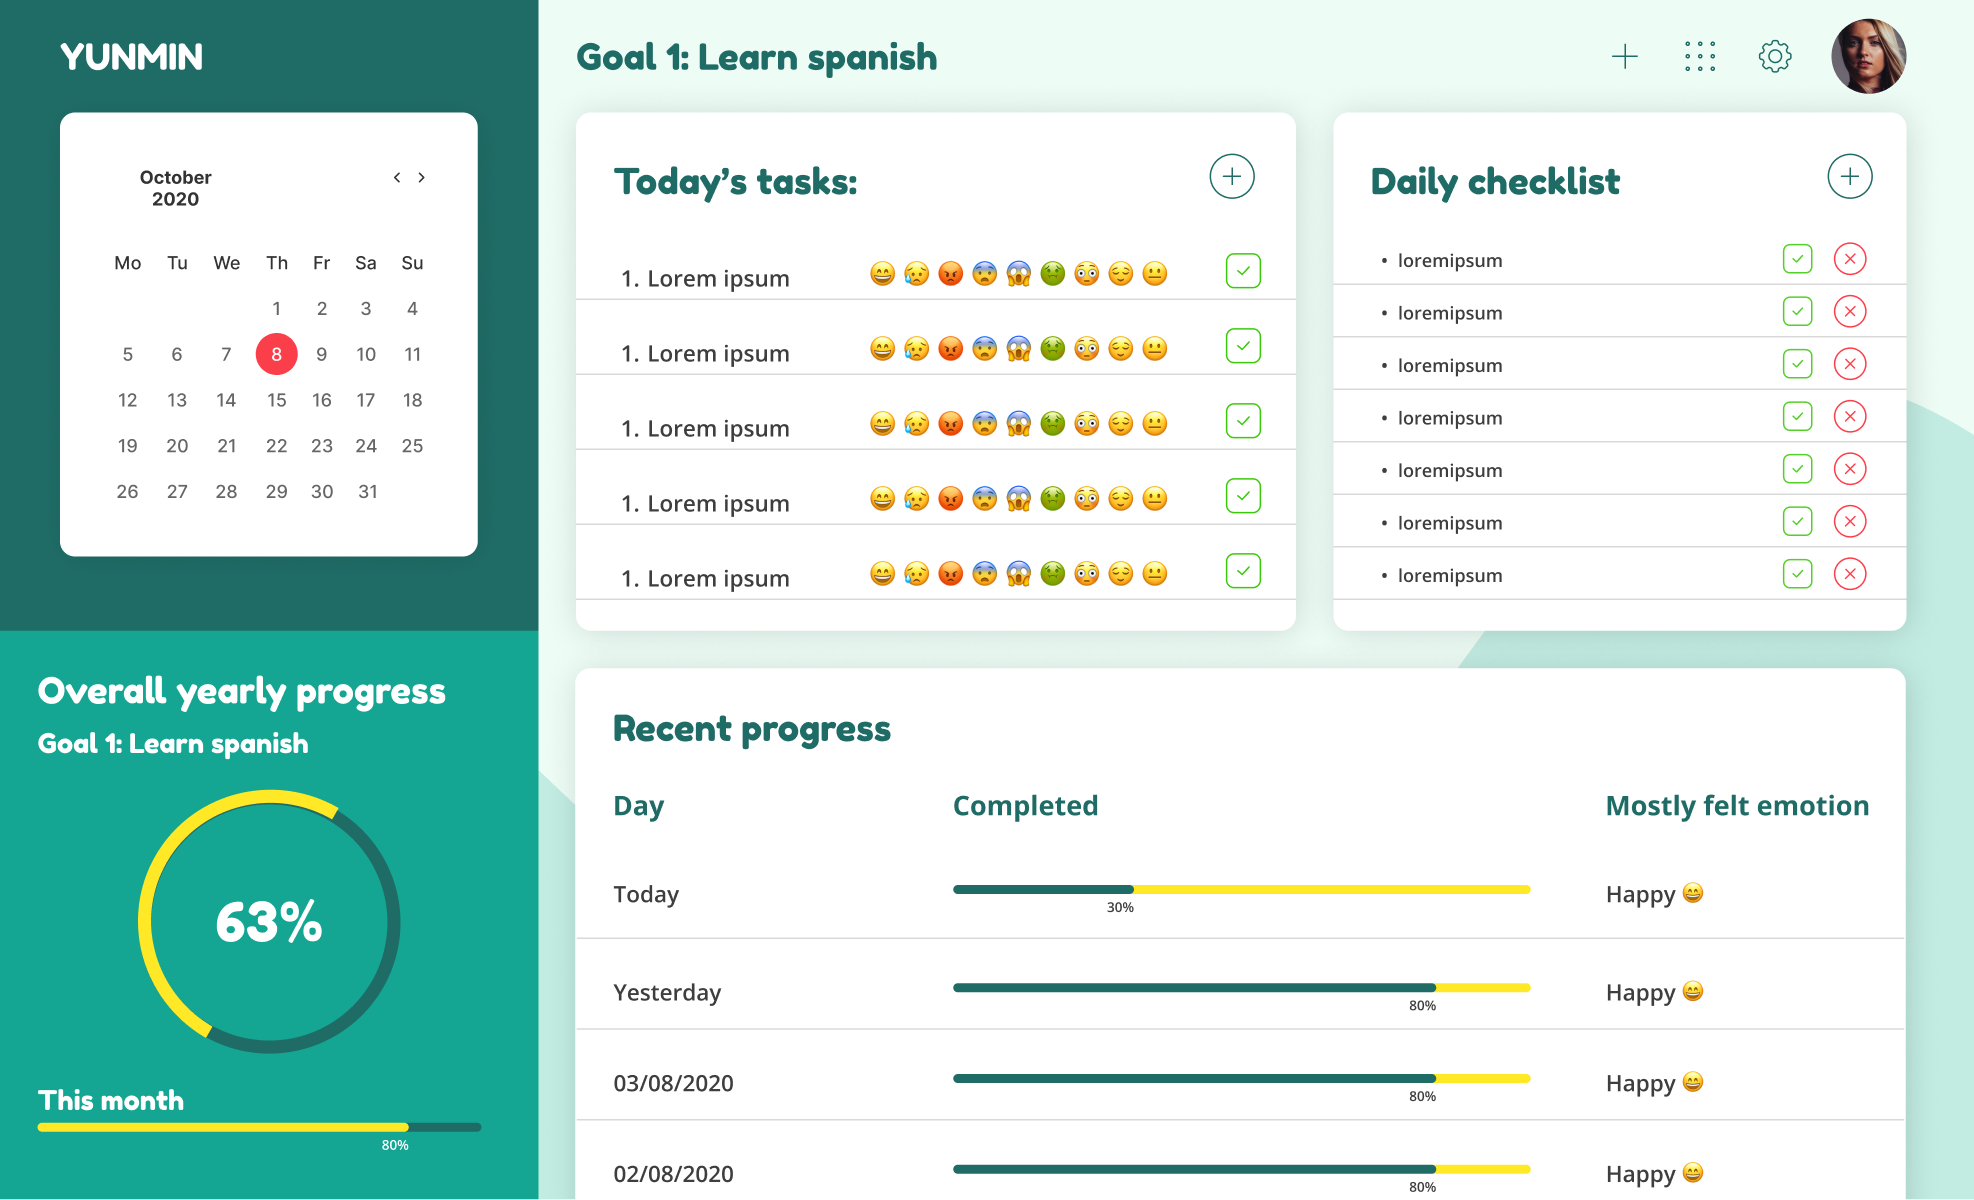 YUNMIN
October
2020
Mo Tu We Th Fr Sa Su
1 2 3 4
5 6 7 8 9 10 11
12 13 14 15 16 17 18
19 20 21 22 23 24 25
26 27 28 29 30 31
Overall yearly progress
Goal 1: Learn spanish
63%
This month
80%
Goal 1: Learn spanish
Today's tasks:
1. Lorem ipsum
1. Lorem ipsum
1. Lorem ipsum
1. Lorem ipsum
1. Lorem ipsum
Daily checklist
• loremipsum
• loremipsum
• loremipsum
• loremipsum
• loremipsum
• loremipsum
• loremipsum
Recent progress
Day Completed Mostly felt emotion
Today 30% Happy 😄
Yesterday 80% Happy 😄
03/08/2020 80% Happy 😄
02/08/2020 80% Happy 😄